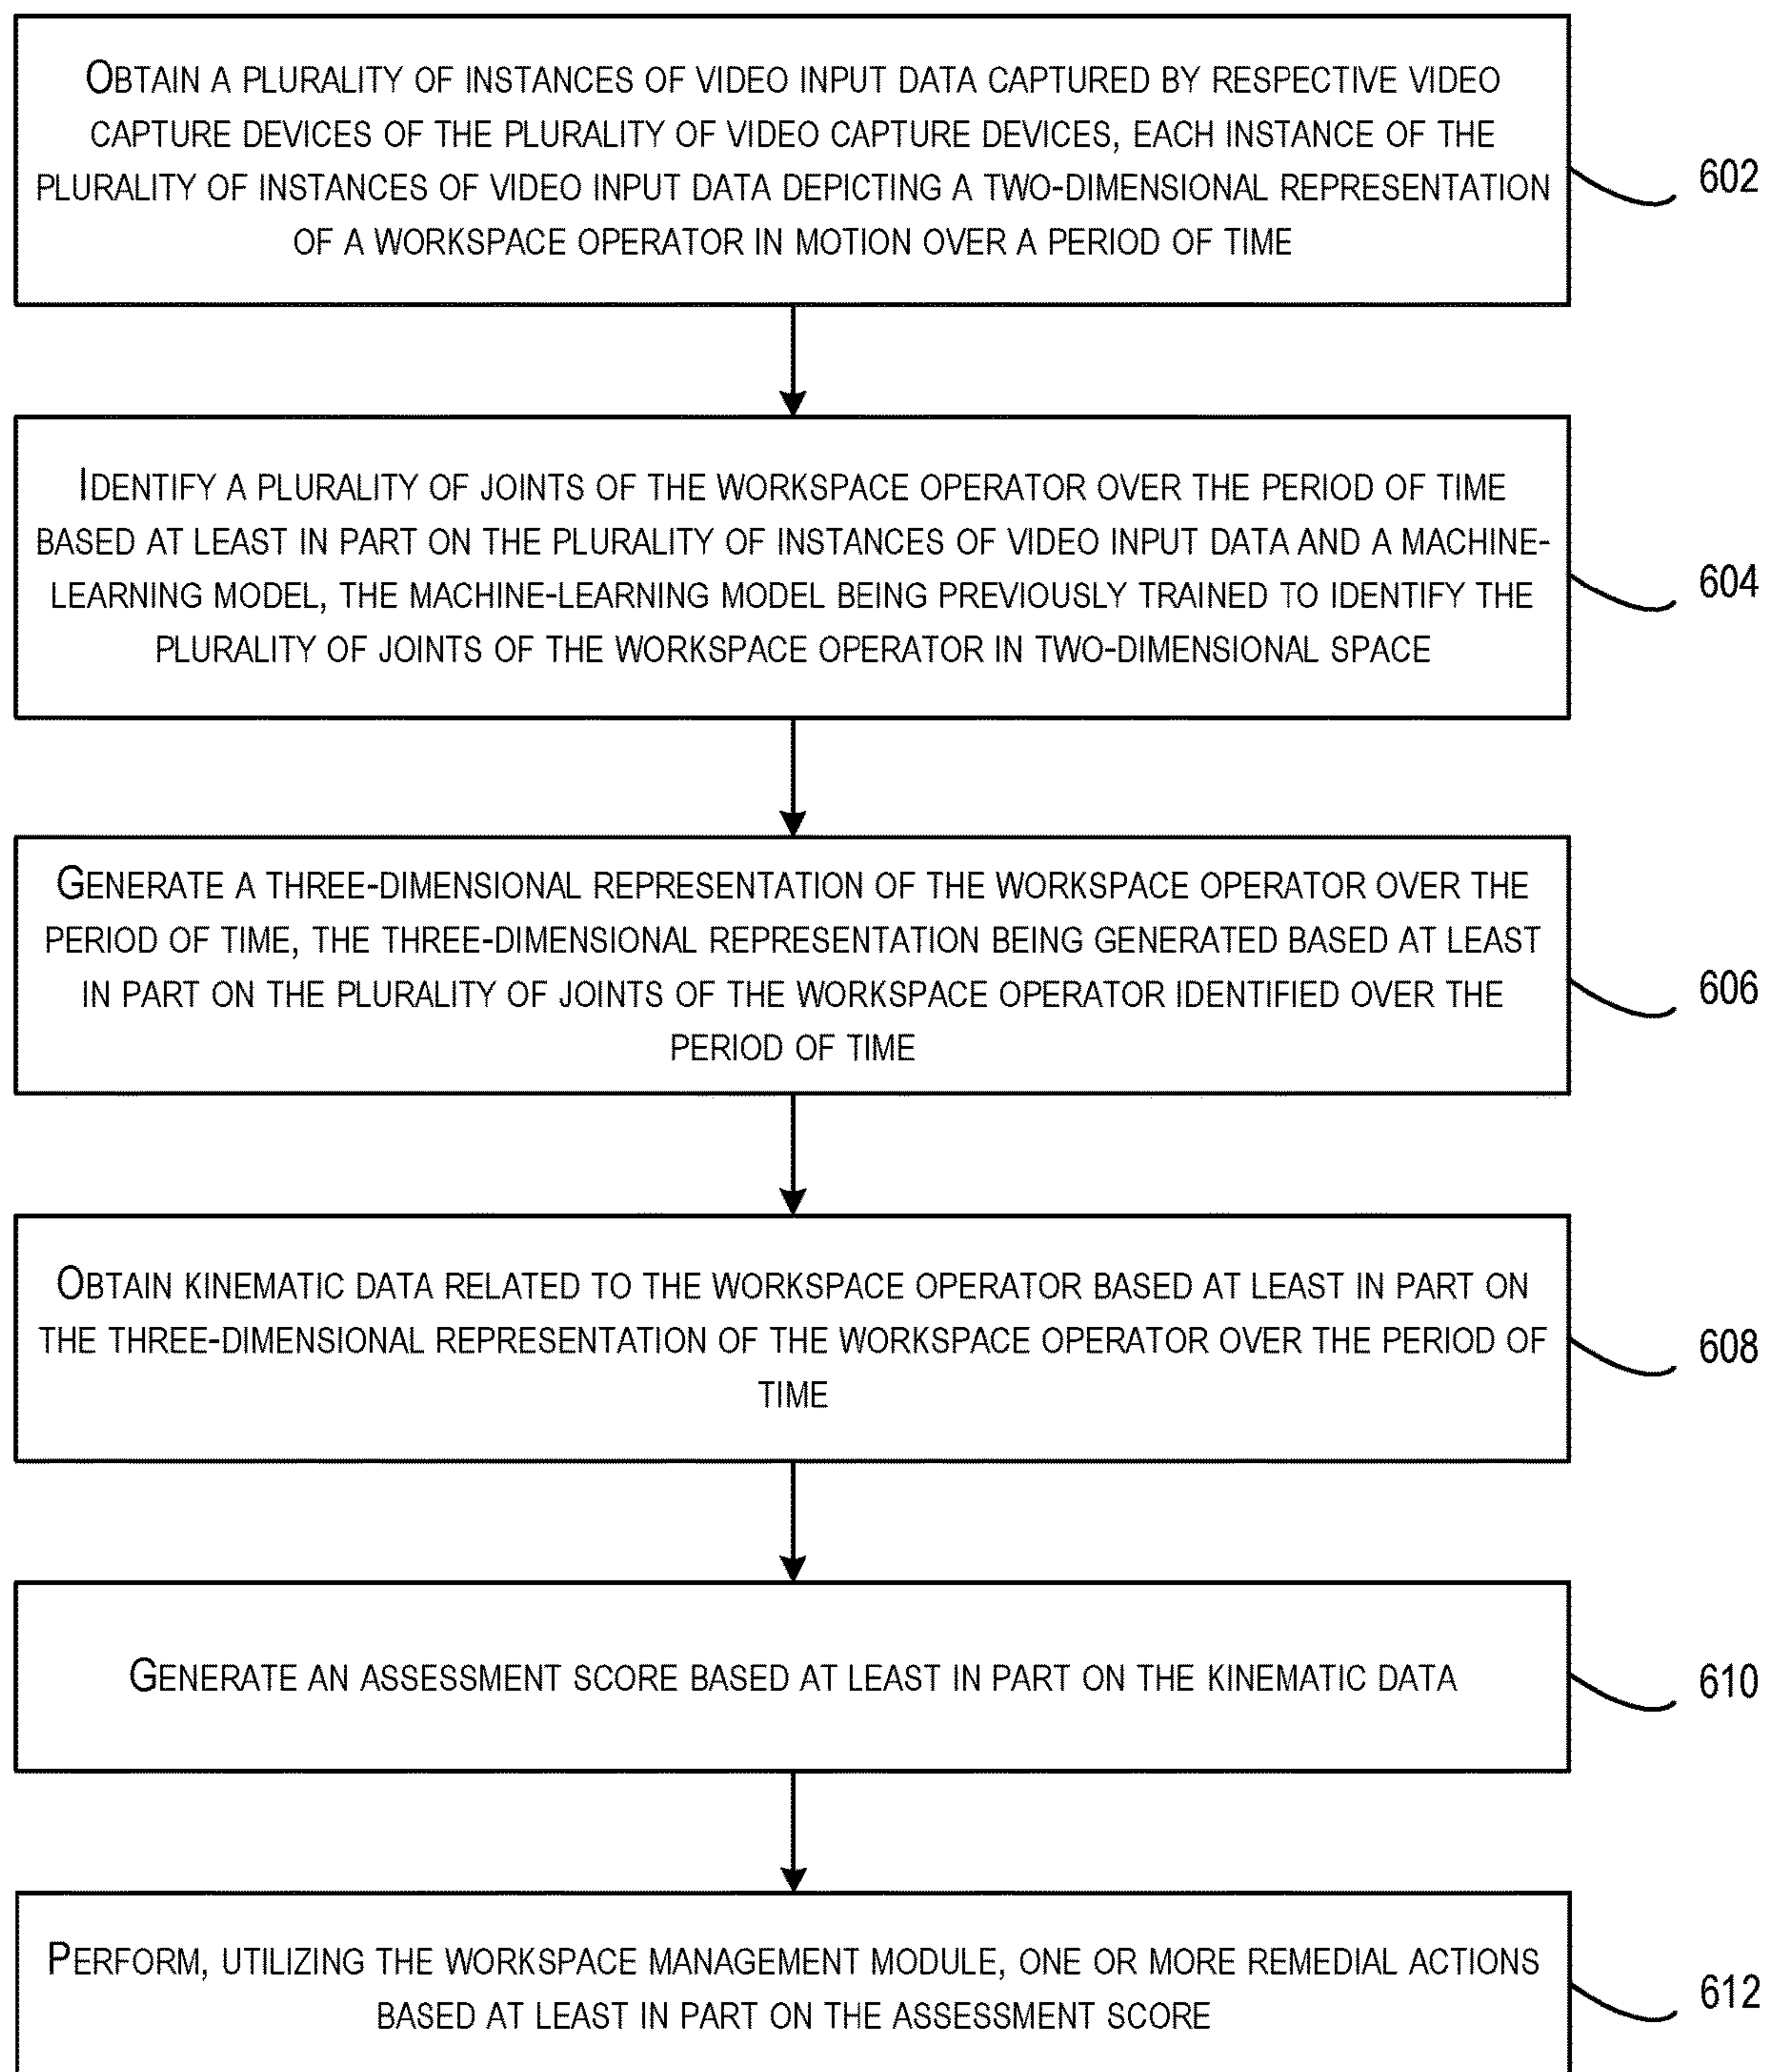 OBTAIN A PLURALITY OF INSTANCES OF VIDEO INPUT DATA CAPTURED BY RESPECTIVE VIDEO
CAPTURE DEVICES OF THE PLURALITY OF VIDEO CAPTURE DEVICES, EACH INSTANCE OF THE
PLURALITY OF INSTANCES OF VIDEO INPUT DATA DEPICTING A TWO-DIMENSIONAL REPRESENTATION
OF A WORKSPACE OPERATOR IN MOTION OVER A PERIOD OF TIME
602
IDENTIFY A PLURALITY OF JOINTS OF THE WORKSPACE OPERATOR OVER THE PERIOD OF TIME
BASED AT LEAST IN PART ON THE PLURALITY OF INSTANCES OF VIDEO INPUT DATA AND A MACHINE-
LEARNING MODEL, THE MACHINE-LEARNING MODEL BEING PREVIOUSLY TRAINED TO IDENTIFY THE
PLURALITY OF JOINTS OF THE WORKSPACE OPERATOR IN TWO-DIMENSIONAL SPACE
604
GENERATE A THREE-DIMENSIONAL REPRESENTATION OF THE WORKSPACE OPERATOR OVER THE
PERIOD OF TIME, THE THREE-DIMENSIONAL REPRESENTATION BEING GENERATED BASED AT LEAST
IN PART ON THE PLURALITY OF JOINTS OF THE WORKSPACE OPERATOR IDENTIFIED OVER THE
PERIOD OF TIME
606
OBTAIN KINEMATIC DATA RELATED TO THE WORKSPACE OPERATOR BASED AT LEAST IN PART ON
THE THREE-DIMENSIONAL REPRESENTATION OF THE WORKSPACE OPERATOR OVER THE PERIOD OF
TIME
608
GENERATE AN ASSESSMENT SCORE BASED AT LEAST IN PART ON THE KINEMATIC DATA
610
PERFORM, UTILIZING THE WORKSPACE MANAGEMENT MODULE, ONE OR MORE REMEDIAL ACTIONS
BASED AT LEAST IN PART ON THE ASSESSMENT SCORE
612